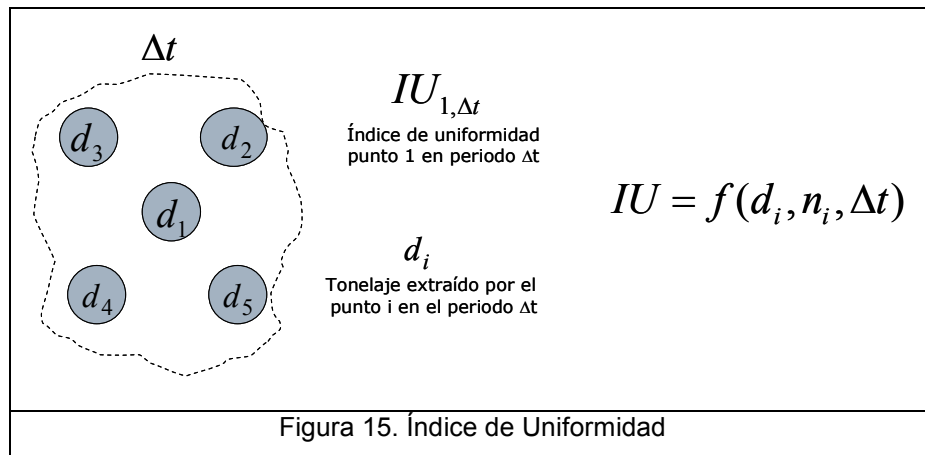 Δt
d₃
d₂
d₁
d₄
d₅
IU₁,Δt
Índice de uniformidad
punto 1 en periodo Δt
dᵢ
Tonelaje extraído por el
punto i en el periodo Δt
IU = f(dᵢ, nᵢ, Δt)
Figura 15. Índice de Uniformidad